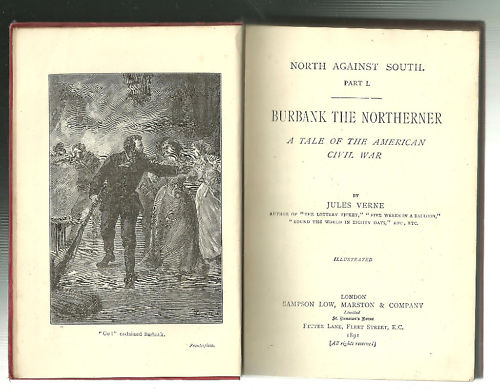 "Go!" exclaimed Burbank.
Frontispiece.
NORTH AGAINST SOUTH.
PART I.
BURBANK THE NORTHERNER
A TALE OF THE AMERICAN
CIVIL WAR
BY
JULES VERNE
AUTHOR OF "THE LOTTERY TICKET," "FIVE WEEKS IN A BALLOON,"
"ROUND THE WORLD IN EIGHTY DAYS," ETC., ETC.
ILLUSTRATED
LONDON
SAMPSON LOW, MARSTON & COMPANY
Limited
St. Dunstan's House
FETTER LANE, FLEET STREET, E.C.
1891
[All rights reserved]